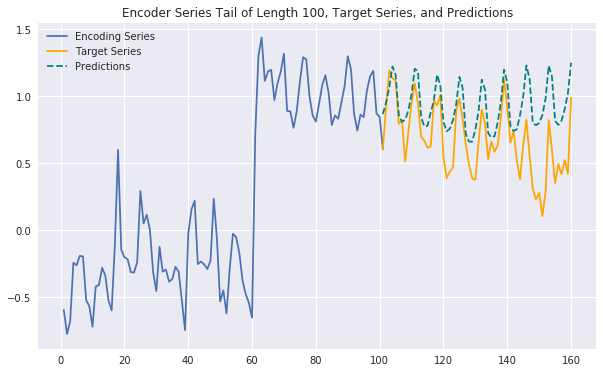 Encoder Series Tail of Length 100, Target Series, and Predictions
1.5
Encoding Series
Target Series
Predictions
1.0
0.5
0.0
−0.5
0 20 40 60 80 100 120 140 160